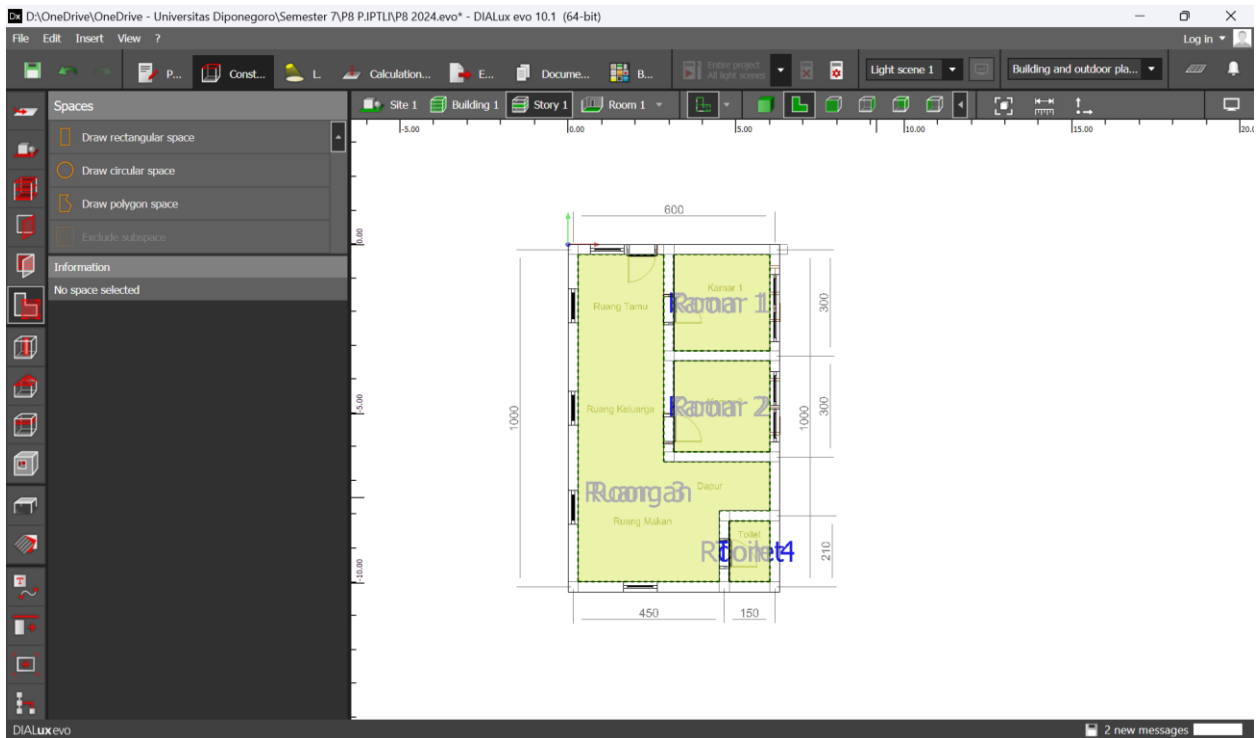 Dx D:\OneDrive\OneDrive - Universitas Diponegoro\Semester 7\P8 P.IPTLI\P8 2024.evo* - DIALux evo 10.1 (64-bit)
File Edit Insert View ?
Log in
P... Const... L. Calculation... E... Docume... B... Entire project Light scene 1 Building and outdoor pla...
All light scenes
Spaces
Site 1 Building 1 Story 1 Room 1
Draw rectangular space
Draw circular space
Draw polygon space
Exclude subspace
Information
No space selected
-5.00 0.00 5.00 10.00 15.00 20.0
0.00
-5.00
-10.00
600
Kamar 1
Ruang Tamu
Kamar 1
300
Ruang Keluarga
Kamar 2
300
1000
1000
Ruangan
Room 3
Dapur
Ruang Makan
Toilet
Toilet
210
450
150
DIALux evo
2 new messages